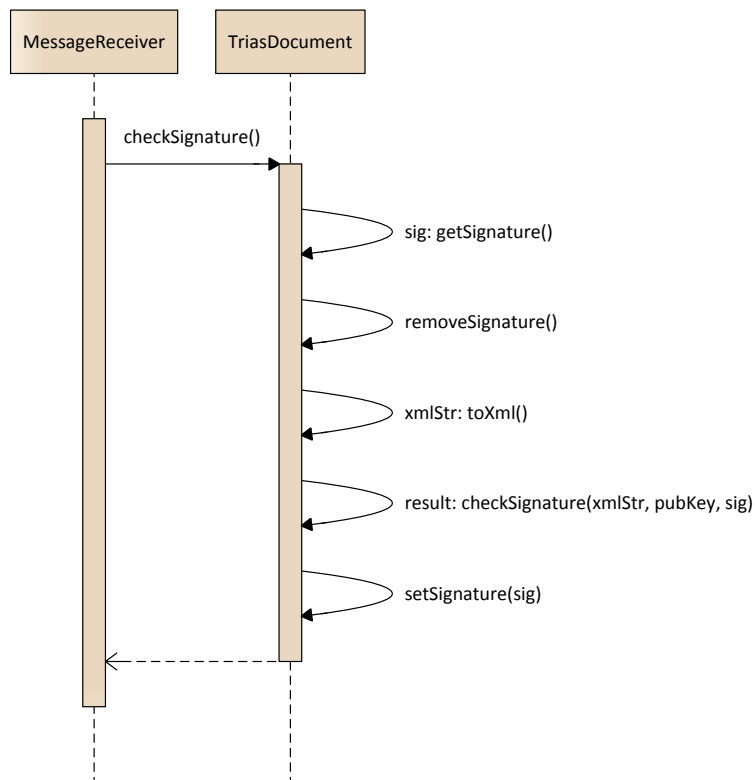 MessageReceiver
TriasDocument
checkSignature()
sig: getSignature()
removeSignature()
xmlStr: toXml()
result: checkSignature(xmlStr, pubKey, sig)
setSignature(sig)